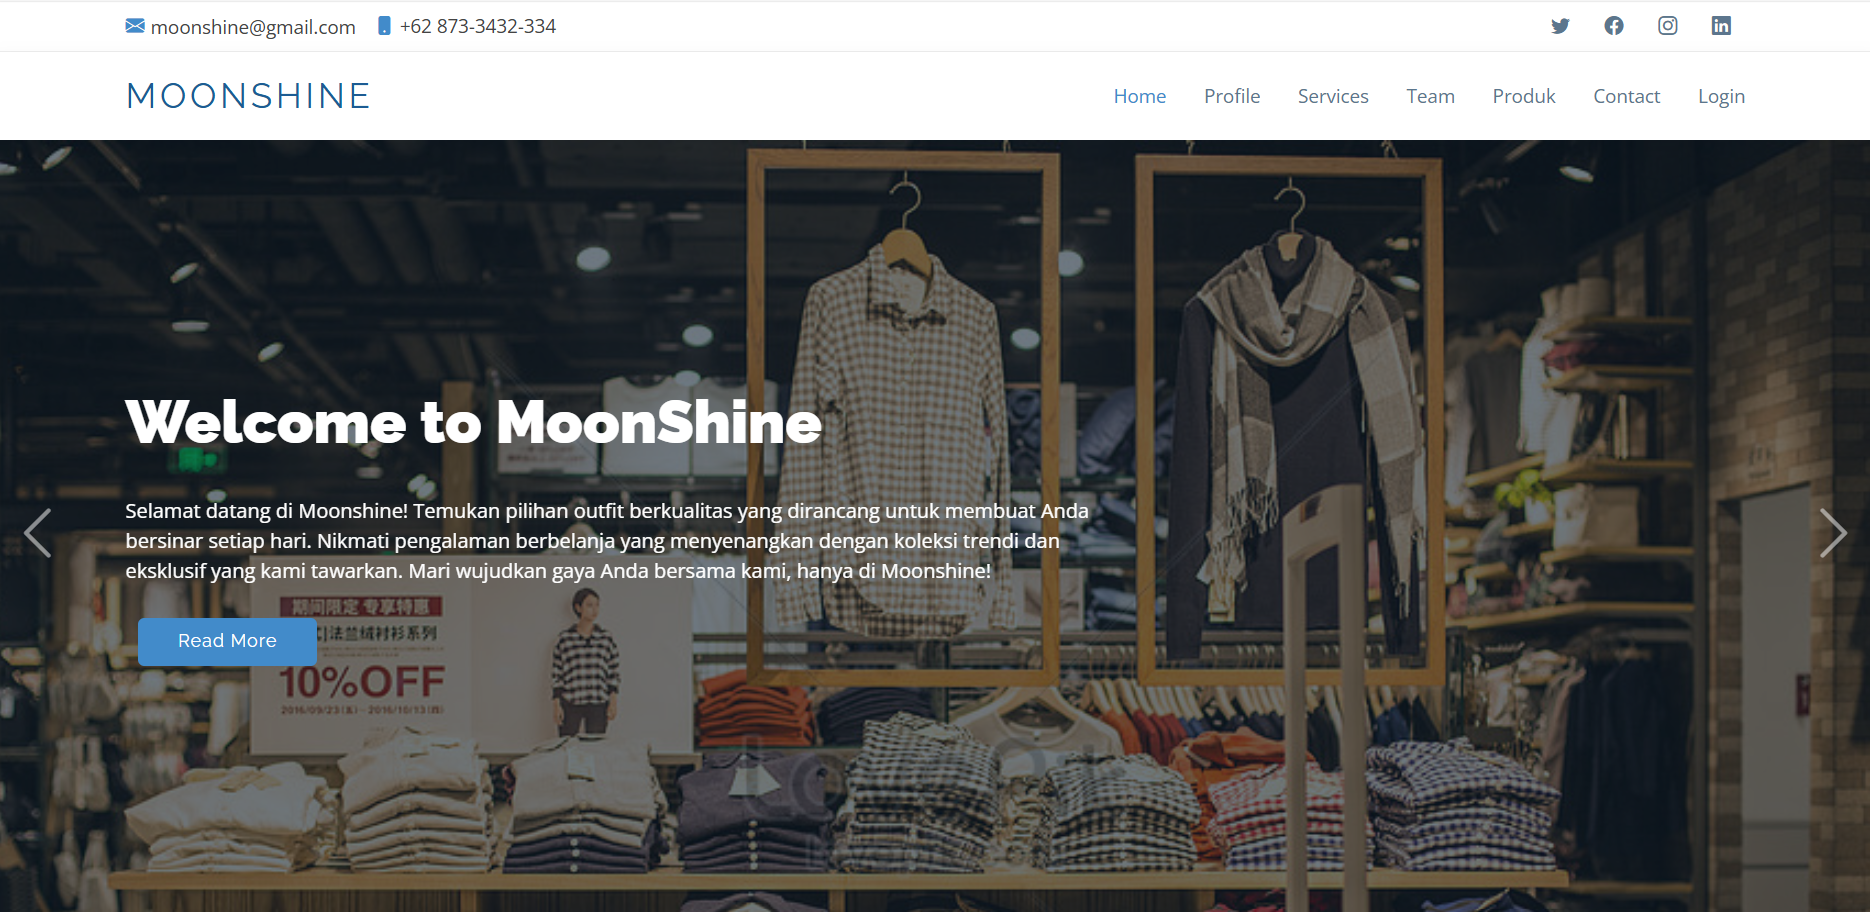 moonshine@gmail.com +62 873-3432-334
MOONSHINE
Home Profile Services Team Produk Contact Login
Welcome to MoonShine
Selamat datang di Moonshine! Temukan pilihan outfit berkualitas yang dirancang untuk membuat Anda
bersinar setiap hari. Nikmati pengalaman berbelanja yang menyenangkan dengan koleksi trendi dan
eksklusif yang kami tawarkan. Mari wujudkan gaya Anda bersama kami, hanya di Moonshine!
Read More
期间限定 专享特惠
法兰绒衬衫系列
10%OFF
2016/09/23(五)-2016/10/13(四)